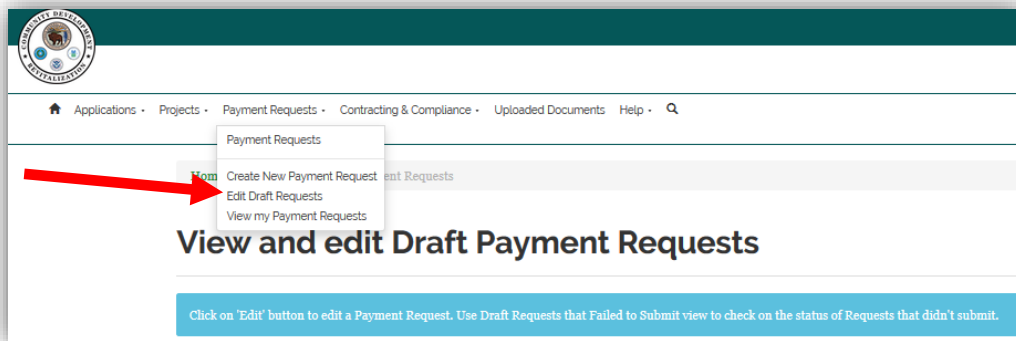 COMMUNITY DEVELOPMENT
REVITALIZATION
Applications Projects Payment Requests Contracting & Compliance Uploaded Documents Help
Payment Requests
Create New Payment Request
Edit Draft Requests
View my Payment Requests
Hom ent Requests
View and edit Draft Payment Requests
Click on 'Edit' button to edit a Payment Request. Use Draft Requests that Failed to Submit view to check on the status of Requests that didn't submit.